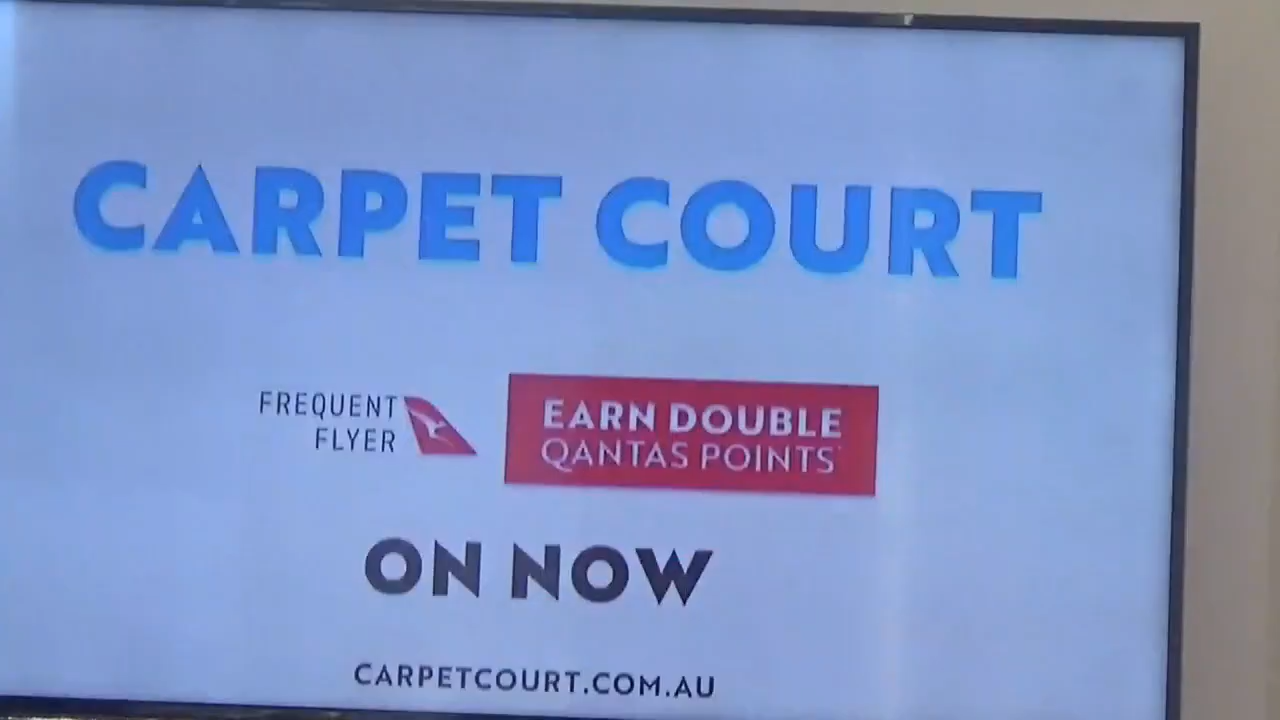 CARPET COURT
FREQUENT
FLYER
EARN DOUBLE
QANTAS POINTS
ON NOW
CARPETCOURT.COM.AU